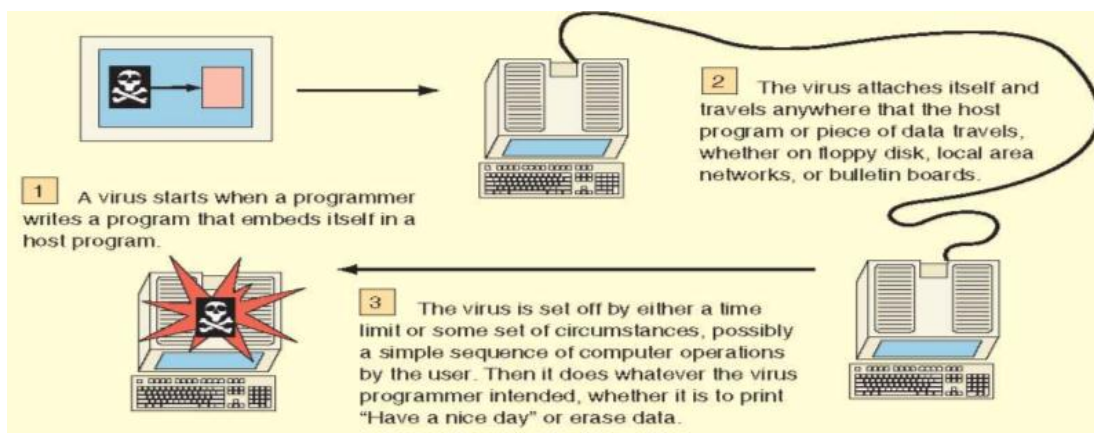 1 A virus starts when a programmer
writes a program that embeds itself in a
host program.
2 The virus attaches itself and
travels anywhere that the host
program or piece of data travels,
whether on floppy disk, local area
networks, or bulletin boards.
3 The virus is set off by either a time
limit or some set of circumstances, possibly
a simple sequence of computer operations
by the user. Then it does whatever the virus
programmer intended, whether it is to print
“Have a nice day” or erase data.